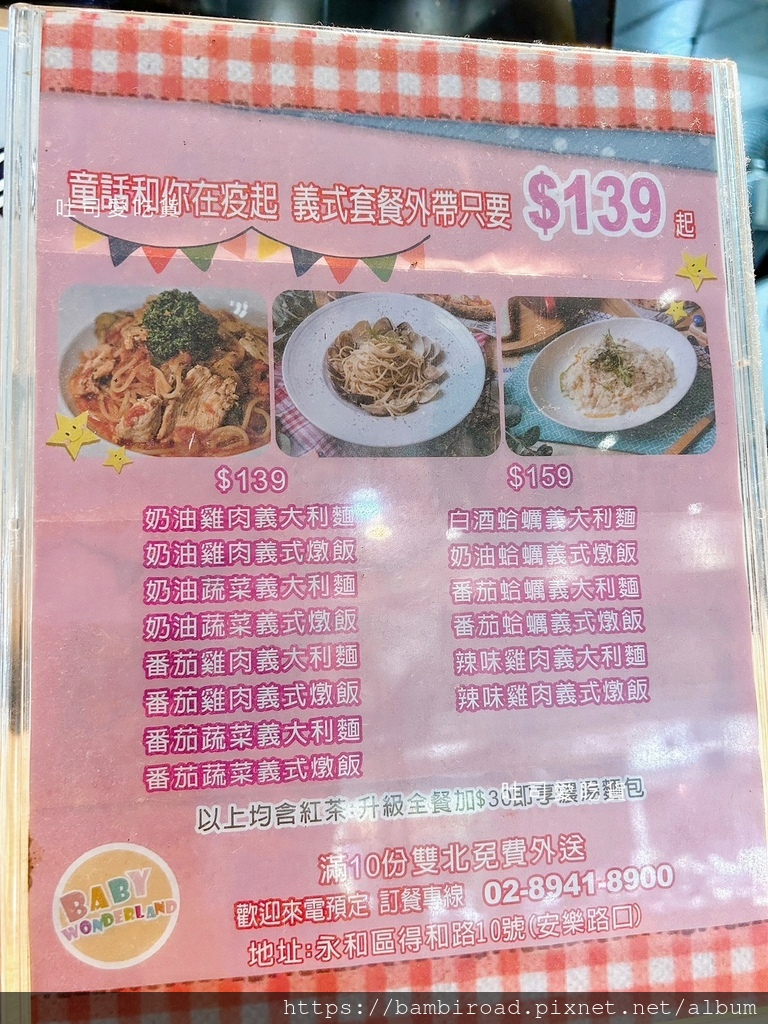 童話和你在疫起 義式套餐外帶只要 $139 起
吐司愛吃貨
$139
奶油雞肉義大利麵
奶油雞肉義式燉飯
奶油蔬菜義大利麵
奶油蔬菜義式燉飯
番茄雞肉義大利麵
番茄雞肉義式燉飯
番茄蔬菜義大利麵
番茄蔬菜義式燉飯
$159
白酒蛤蠣義大利麵
奶油蛤蠣義式燉飯
番茄蛤蠣義大利麵
番茄蛤蠣義式燉飯
辣味雞肉義大利麵
辣味雞肉義式燉飯
以上均含紅茶:升級全餐加$30即享濃湯麵包
滿10份雙北免費外送
歡迎來電預定 訂餐專線 02-8941-8900
地址:永和區得和路10號(安樂路口)
BABY
WONDERLAND
https://bambiroad.pixnet.net/album